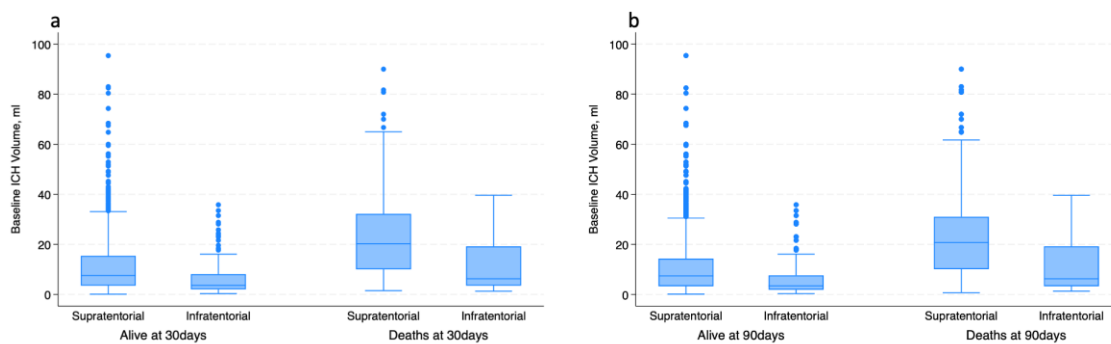 a
Baseline ICH Volume, ml
100
80
60
40
20
0
Supratentorial Infratentorial Supratentorial Infratentorial
Alive at 30days Deaths at 30days
b
Baseline ICH Volume, ml
100
80
60
40
20
0
Supratentorial Infratentorial Supratentorial Infratentorial
Alive at 90days Deaths at 90days